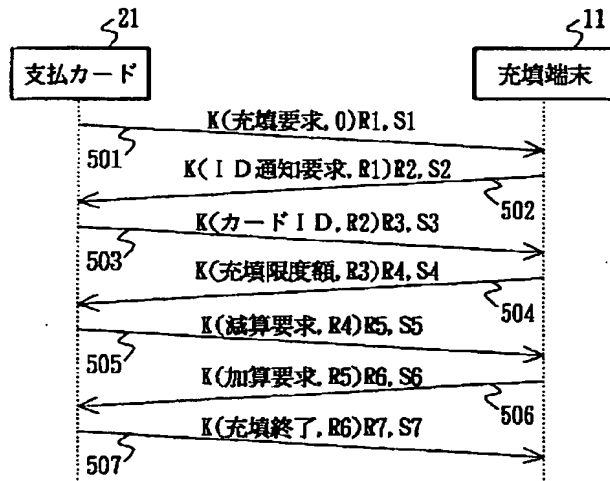 21
11
支払カード
充填端末
K(充填要求, 0)R1, S1
501
K(ＩＤ通知要求, R1)R2, S2
502
K(カードＩＤ, R2)R3, S3
503
K(充填限度額, R3)R4, S4
504
K(減算要求, R4)R5, S5
505
K(加算要求, R5)R6, S6
506
K(充填終了, R6)R7, S7
507